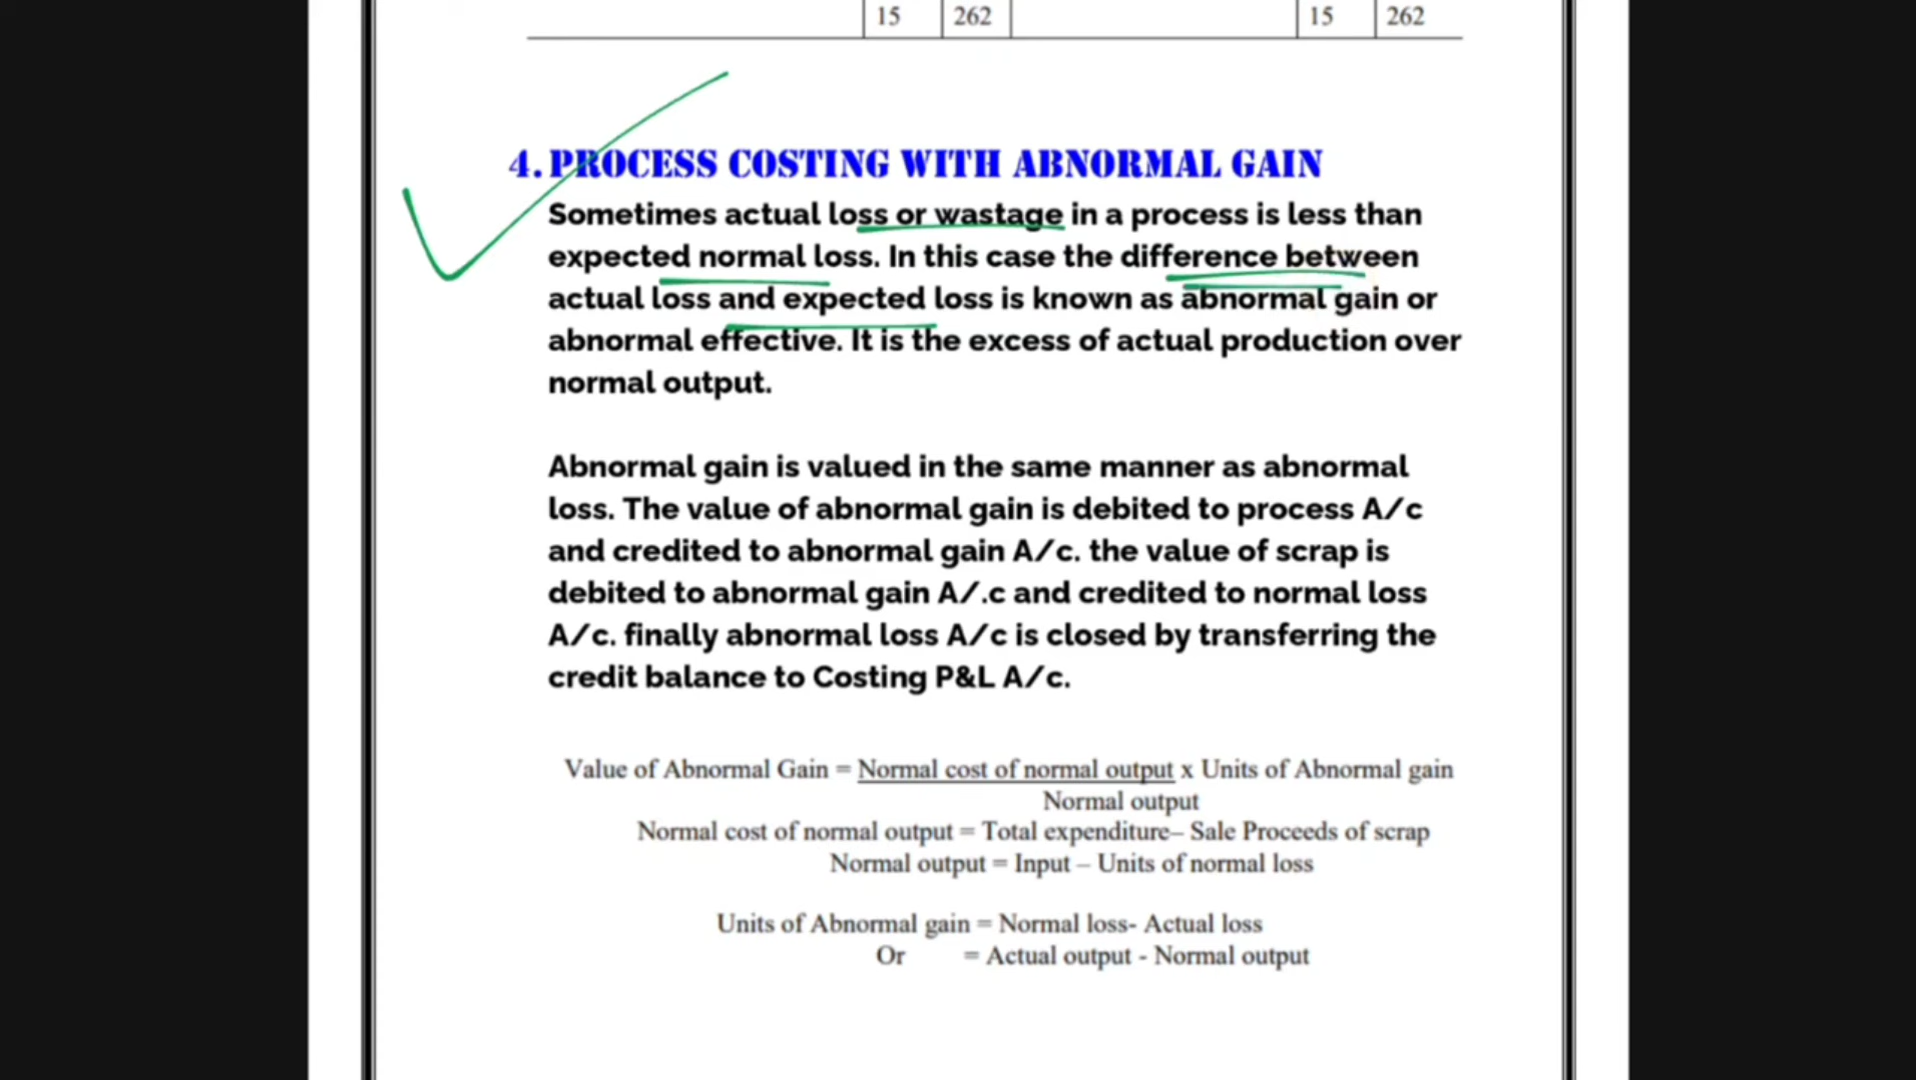 15 262 15 262
4. PROCESS COSTING WITH ABNORMAL GAIN
Sometimes actual loss or wastage in a process is less than
expected normal loss. In this case the difference between
actual loss and expected loss is known as abnormal gain or
abnormal effective. It is the excess of actual production over
normal output.
Abnormal gain is valued in the same manner as abnormal
loss. The value of abnormal gain is debited to process A/c
and credited to abnormal gain A/c. the value of scrap is
debited to abnormal gain A/.c and credited to normal loss
A/c. finally abnormal loss A/c is closed by transferring the
credit balance to Costing P&L A/c.
Value of Abnormal Gain = Normal cost of normal output x Units of Abnormal gain
Normal output
Normal cost of normal output = Total expenditure– Sale Proceeds of scrap
Normal output = Input – Units of normal loss
Units of Abnormal gain = Normal loss- Actual loss
Or = Actual output - Normal output